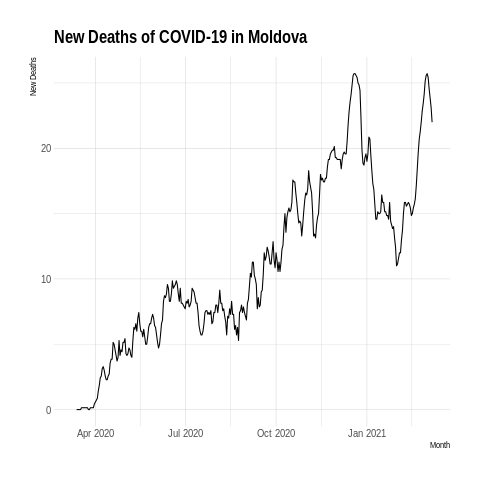 New Deaths of COVID-19 in Moldova
New Deaths
20
10
0
Apr 2020
Jul 2020
Oct 2020
Jan 2021
Month